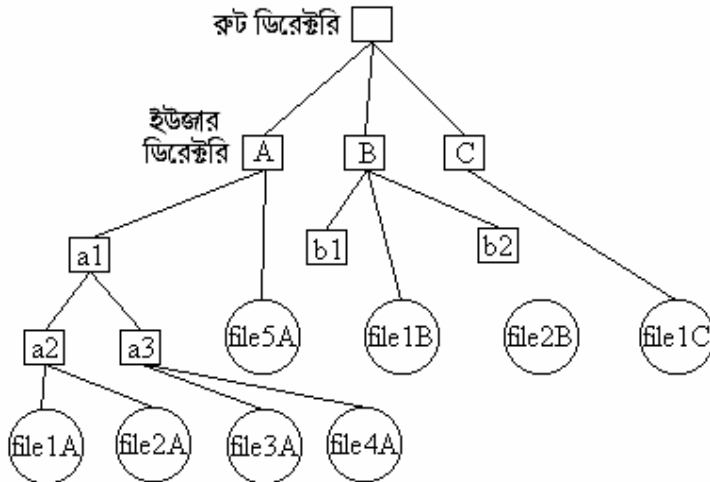 রুট ডিরেক্টরি
ইউজার
ডিরেক্টরি
A
B
C
a1
b1
b2
file5A
file1B
file2B
file1C
a2
a3
file1A
file2A
file3A
file4A